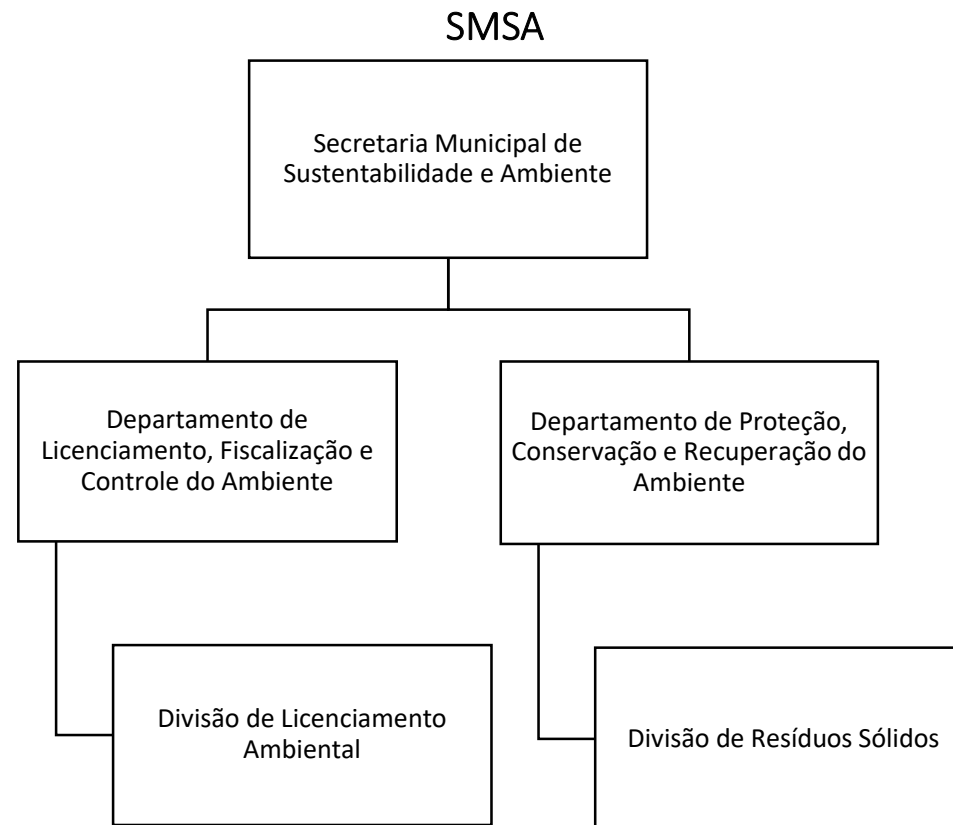 SMSA
Secretaria Municipal de
Sustentabilidade e Ambiente
Departamento de
Licenciamento, Fiscalização e
Controle do Ambiente
Departamento de Proteção,
Conservação e Recuperação do
Ambiente
Divisão de Licenciamento
Ambiental
Divisão de Resíduos Sólidos